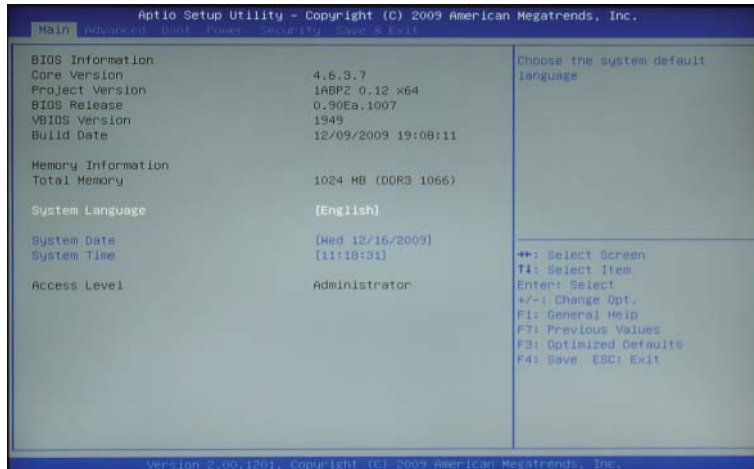 Aptio Setup Utility – Copyright (C) 2009 American Megatrends, Inc.
Main Advanced Boot Power Security Save & Exit
BIOS Information
Core Version 4.6.3.7
Project Version 1ABPZ 0.12 x64
BIOS Release 0.90Ea.1007
VBIOS Version 1949
Build Date 12/09/2009 19:08:11
Memory Information
Total Memory 1024 MB (DDR3 1066)
System Language [English]
System Date [Wed 12/16/2009]
System Time [11:18:31]
Access Level Administrator
Choose the system default
language
→←: Select Screen
↑↓: Select Item
Enter: Select
+/-: Change Opt.
F1: General Help
F7: Previous Values
F3: Optimized Defaults
F4: Save ESC: Exit
Version 2.00.1201. Copyright (C) 2009 American Megatrends, Inc.